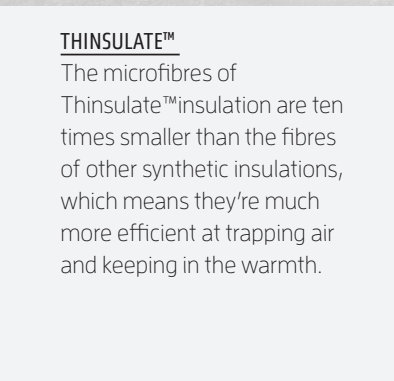 THINSULATE™
The microfibres of
Thinsulate™insulation are ten
times smaller than the fibres
of other synthetic insulations,
which means they're much
more efficient at trapping air
and keeping in the warmth.